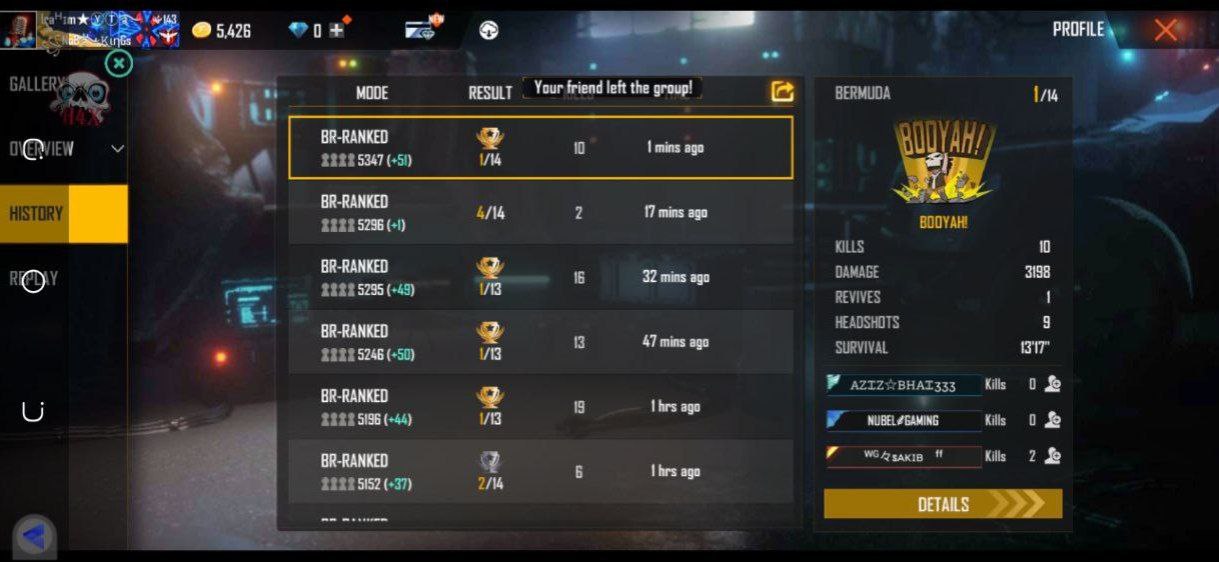 5,426
0
NEW
PROFILE
GALLERY
OVERVIEW
HISTORY
REPLAY
H4X
MODE
RESULT
Your friend left the group!
BR-RANKED
5347 (+51)
1/14
10
1 mins ago
BR-RANKED
5296 (+1)
4/14
2
17 mins ago
BR-RANKED
5295 (+49)
1/13
16
32 mins ago
BR-RANKED
5246 (+50)
1/13
13
47 mins ago
BR-RANKED
5196 (+44)
1/13
19
1 hrs ago
BR-RANKED
5152 (+37)
2/14
6
1 hrs ago
BERMUDA
1/14
BOOYAH!
BOOYAH!
KILLS 10
DAMAGE 3198
REVIVES 1
HEADSHOTS 9
SURVIVAL 13'17"
AZIZ☆BHAI333 Kills 0
NUBEL GAMING Kills 0
WG SAKIB ff Kills 2
DETAILS